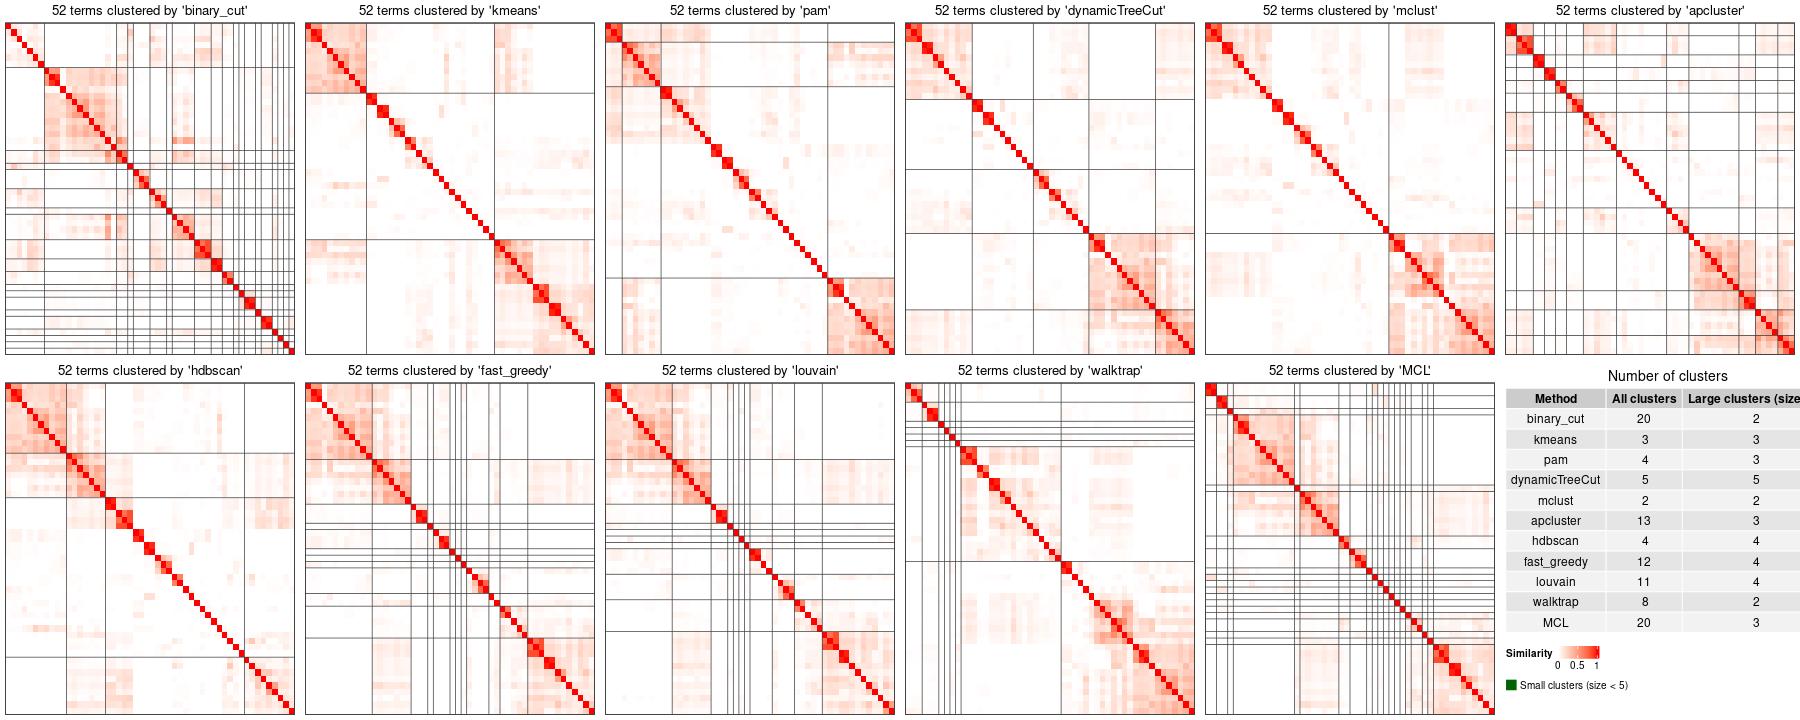 52 terms clustered by 'binary_cut'
52 terms clustered by 'kmeans'
52 terms clustered by 'pam'
52 terms clustered by 'dynamicTreeCut'
52 terms clustered by 'mclust'
52 terms clustered by 'apcluster'
52 terms clustered by 'hdbscan'
52 terms clustered by 'fast_greedy'
52 terms clustered by 'louvain'
52 terms clustered by 'walktrap'
52 terms clustered by 'MCL'
Number of clusters
Method All clusters Large clusters (size
binary_cut 20 2
kmeans 3 3
pam 4 3
dynamicTreeCut 5 5
mclust 2 2
apcluster 13 3
hdbscan 4 4
fast_greedy 12 4
louvain 11 4
walktrap 8 2
MCL 20 3
Similarity
0 0.5 1
Small clusters (size < 5)